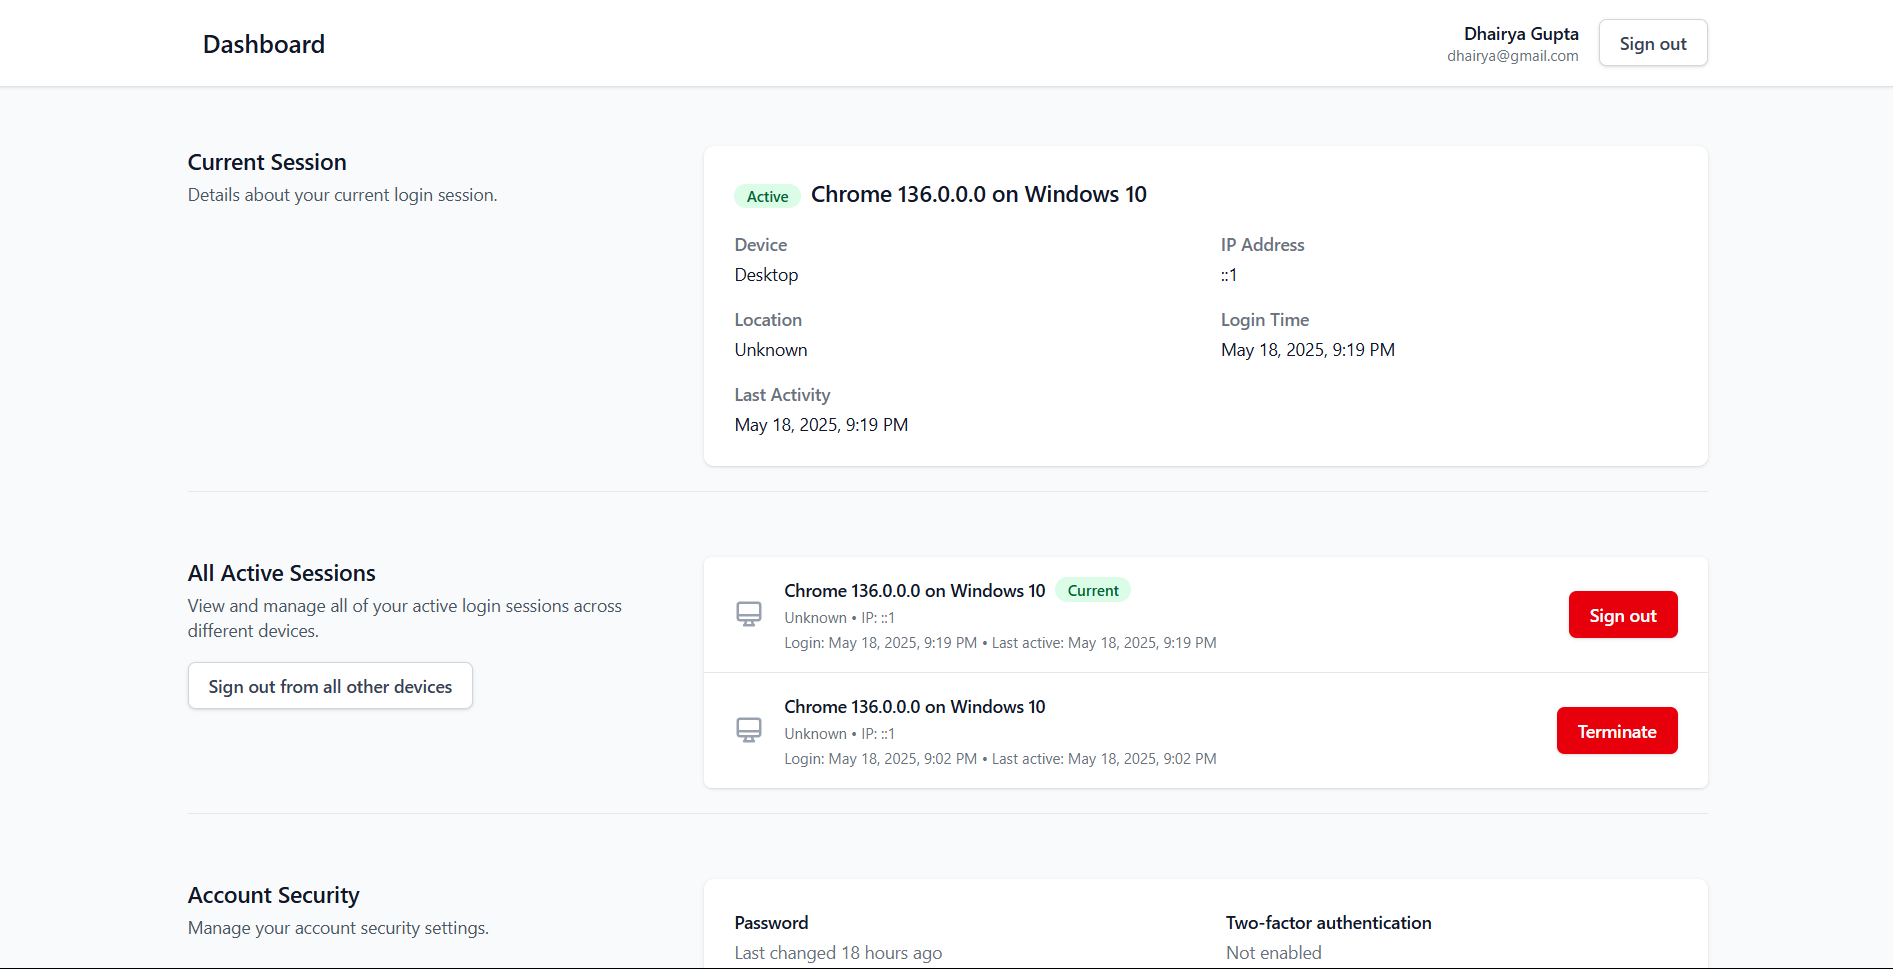 Dashboard
Dhairya Gupta
dhairya@gmail.com
Sign out
Current Session
Details about your current login session.
Active Chrome 136.0.0.0 on Windows 10
Device
Desktop
IP Address
::1
Location
Unknown
Login Time
May 18, 2025, 9:19 PM
Last Activity
May 18, 2025, 9:19 PM
All Active Sessions
View and manage all of your active login sessions across
different devices.
Sign out from all other devices
Chrome 136.0.0.0 on Windows 10 Current
Unknown • IP: ::1
Login: May 18, 2025, 9:19 PM • Last active: May 18, 2025, 9:19 PM
Sign out
Chrome 136.0.0.0 on Windows 10
Unknown • IP: ::1
Login: May 18, 2025, 9:02 PM • Last active: May 18, 2025, 9:02 PM
Terminate
Account Security
Manage your account security settings.
Password
Last changed 18 hours ago
Two-factor authentication
Not enabled